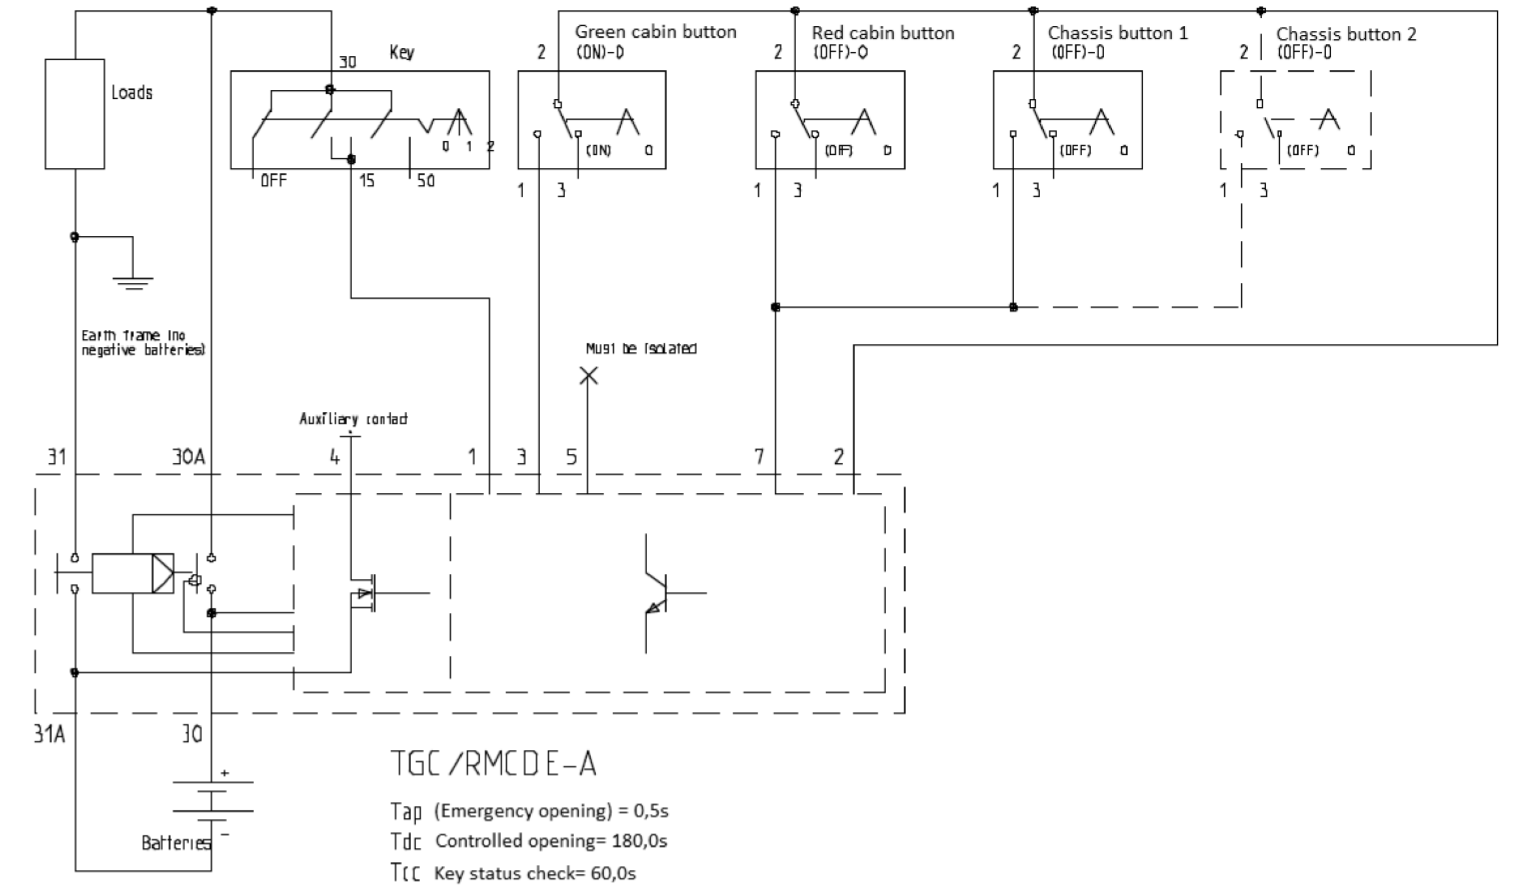 Green cabin button
Red cabin button
Chassis button 1
Chassis button 2
Key
2
(ON)-0
2
(OFF)-0
2
(OFF)-0
2
(OFF)-0
30
Loads
0 1 2
(ON) 0
(OFF) 0
(OFF) 0
(OFF) 0
OFF
15
50
1
3
1
3
1
3
1
3
Earth frame (no
negative batteries)
Must be isolated
Auxiliary contact
31
30A
4
1
3
5
7
2
31A
30
+
Batteries
-
TGC/RMCDE-A
Tap (Emergency opening) = 0,5s
Tdc Controlled opening= 180,0s
Tcc Key status check= 60,0s